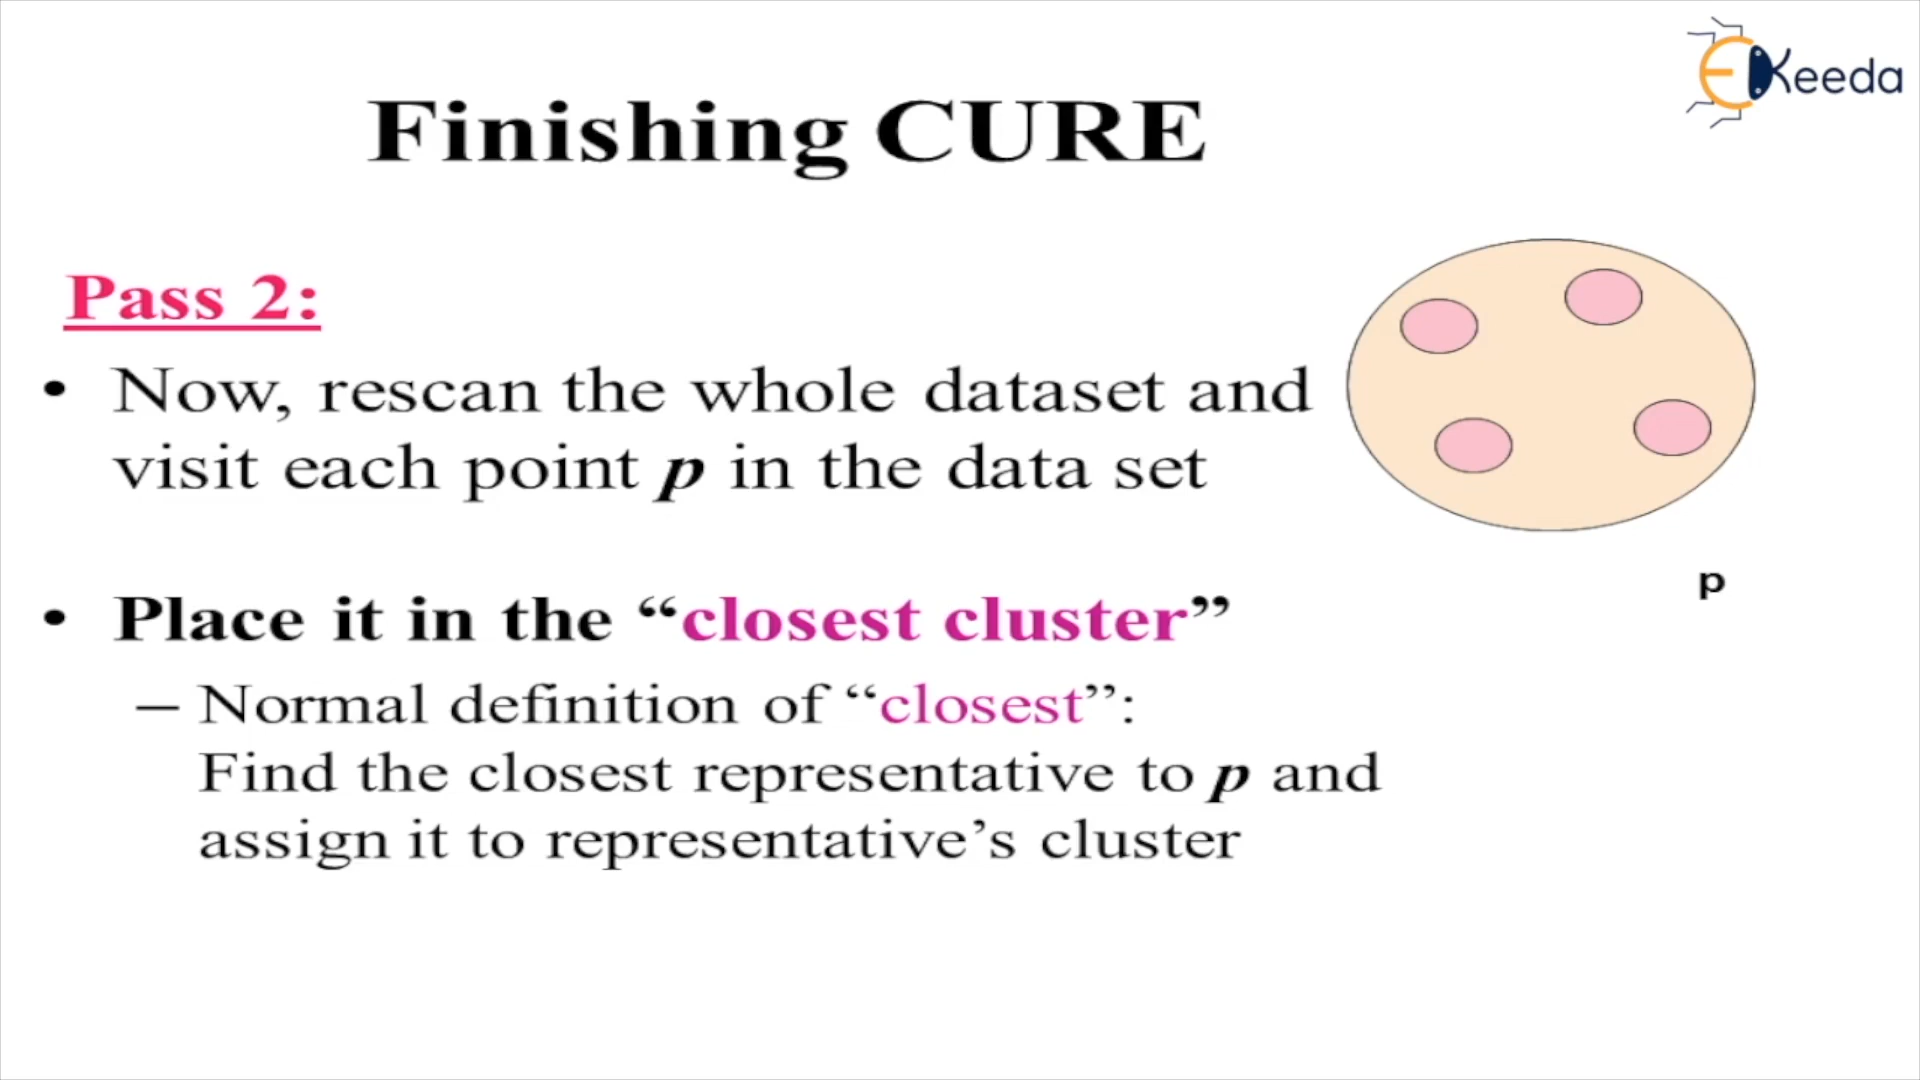 EKeeda
Finishing CURE
Pass 2:
• Now, rescan the whole dataset and
visit each point p in the data set
p
• Place it in the “closest cluster”
– Normal definition of “closest”:
Find the closest representative to p and
assign it to representative’s cluster